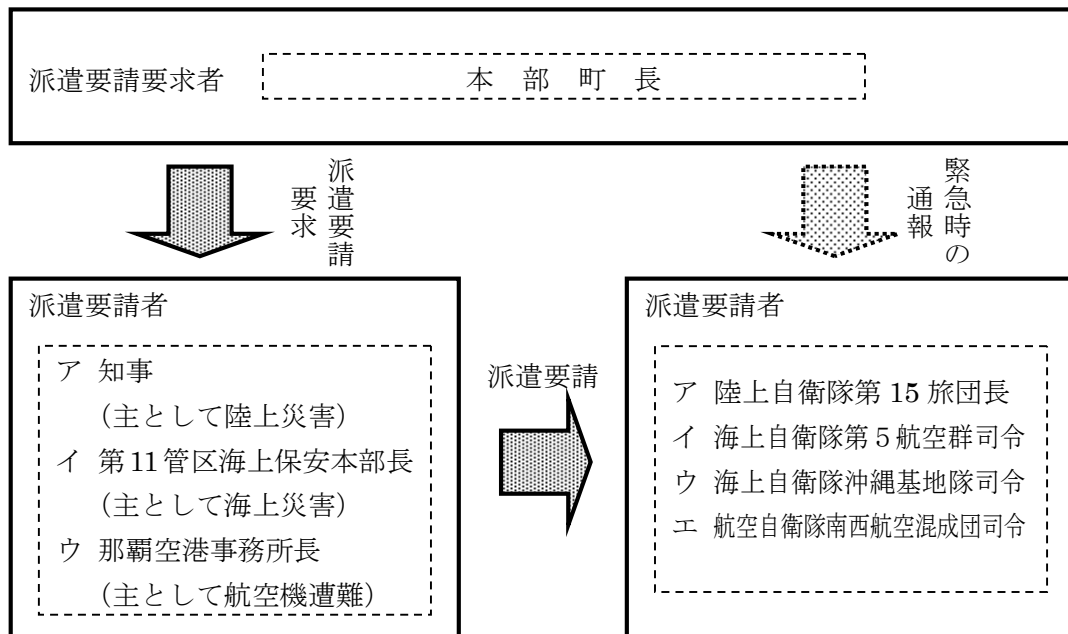 派遣要請要求者
本部町長
派遣要請
要求
緊急時の
通報
派遣要請者
ア 知事
（主として陸上災害）
イ 第11管区海上保安本部長
（主として海上災害）
ウ 那覇空港事務所長
（主として航空機遭難）
派遣要請
派遣要請者
ア 陸上自衛隊第15旅団長
イ 海上自衛隊第5航空群司令
ウ 海上自衛隊沖縄基地隊司令
エ 航空自衛隊南西航空混成団司令